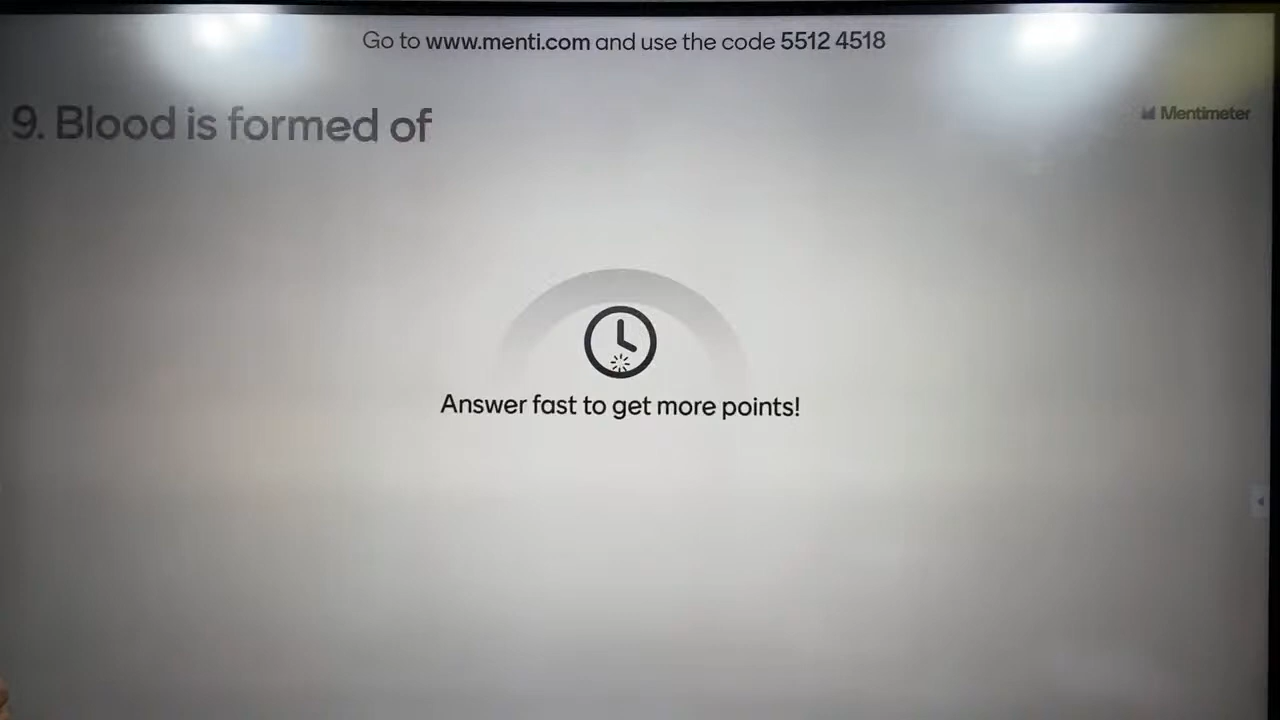 Go to www.menti.com and use the code 5512 4518
9. Blood is formed of
Mentimeter
Answer fast to get more points!